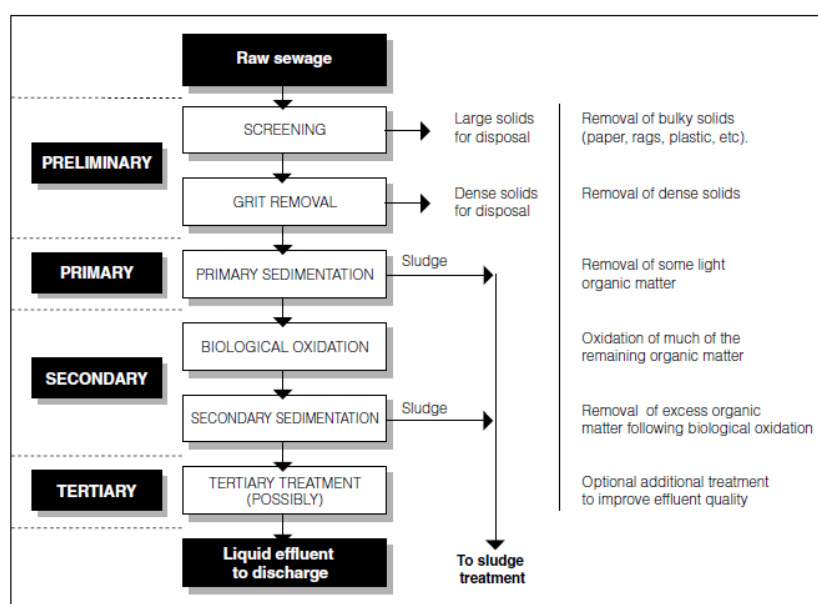 Raw sewage
PRELIMINARY
SCREENING
Large solids
for disposal
Removal of bulky solids
(paper, rags, plastic, etc).
GRIT REMOVAL
Dense solids
for disposal
Removal of dense solids
PRIMARY
PRIMARY SEDIMENTATION
Sludge
Removal of some light
organic matter
SECONDARY
BIOLOGICAL OXIDATION
Oxidation of much of the
remaining organic matter
SECONDARY SEDIMENTATION
Sludge
Removal of excess organic
matter following biological oxidation
TERTIARY
TERTIARY TREATMENT
(POSSIBLY)
Optional additional treatment
to improve effluent quality
Liquid effluent
to discharge
To sludge
treatment